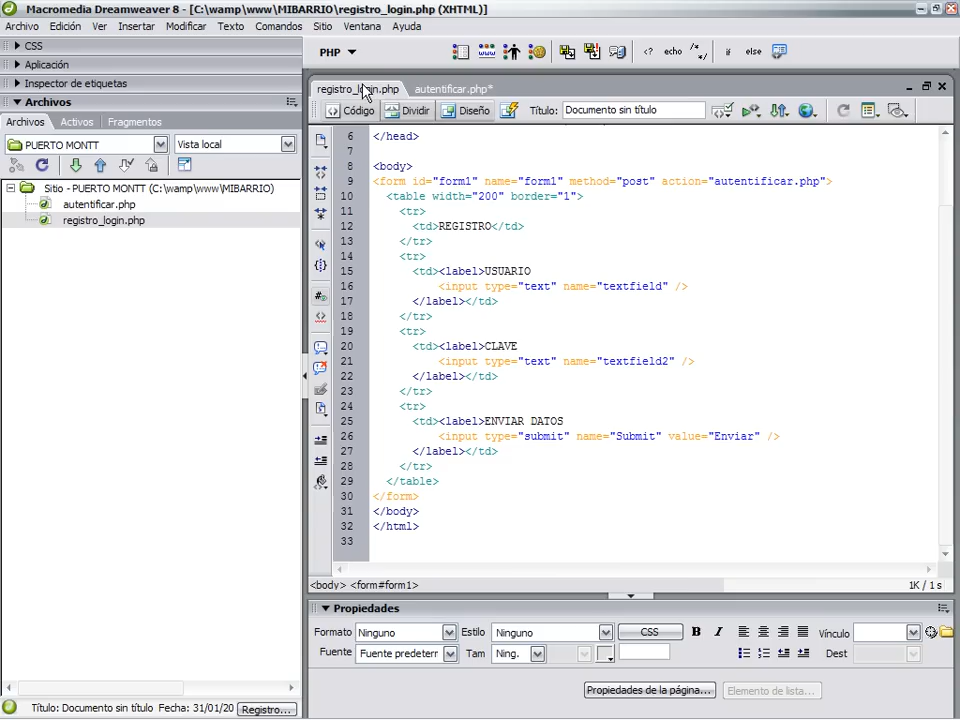 Macromedia Dreamweaver 8 - [C:\wamp\www\MIBARRIO\registro_login.php (XHTML)]
Archivo Edición Ver Insertar Modificar Texto Comandos Sitio Ventana Ayuda
CSS
Aplicación
Inspector de etiquetas
Archivos
Archivos Activos Fragmentos
PUERTO MONTT Vista local
Sitio - PUERTO MONTT (C:\wamp\www\MIBARRIO)
autentificar.php
registro_login.php
PHP <? echo /*../ if else
registro_login.php autentificar.php*
Código Dividir Diseño Título: Documento sin título
6 </head>
7
8 <body>
9 <form id="form1" name="form1" method="post" action="autentificar.php">
10 <table width="200" border="1">
11 <tr>
12 <td>REGISTRO</td>
13 </tr>
14 <tr>
15 <td><label>USUARIO
16 <input type="text" name="textfield" />
17 </label></td>
18 </tr>
19 <tr>
20 <td><label>CLAVE
21 <input type="text" name="textfield2" />
22 </label></td>
23 </tr>
24 <tr>
25 <td><label>ENVIAR DATOS
26 <input type="submit" name="Submit" value="Enviar" />
27 </label></td>
28 </tr>
29 </table>
30 </form>
31 </body>
32 </html>
33
<body> <form#form1> 1K / 1 s
Propiedades
Formato Ninguno Estilo Ninguno CSS B I Vínculo
Fuente Fuente predeterr Tam Ning. Dest
Propiedades de la página... Elemento de lista...
Título: Documento sin título Fecha: 31/01/20 Registro...